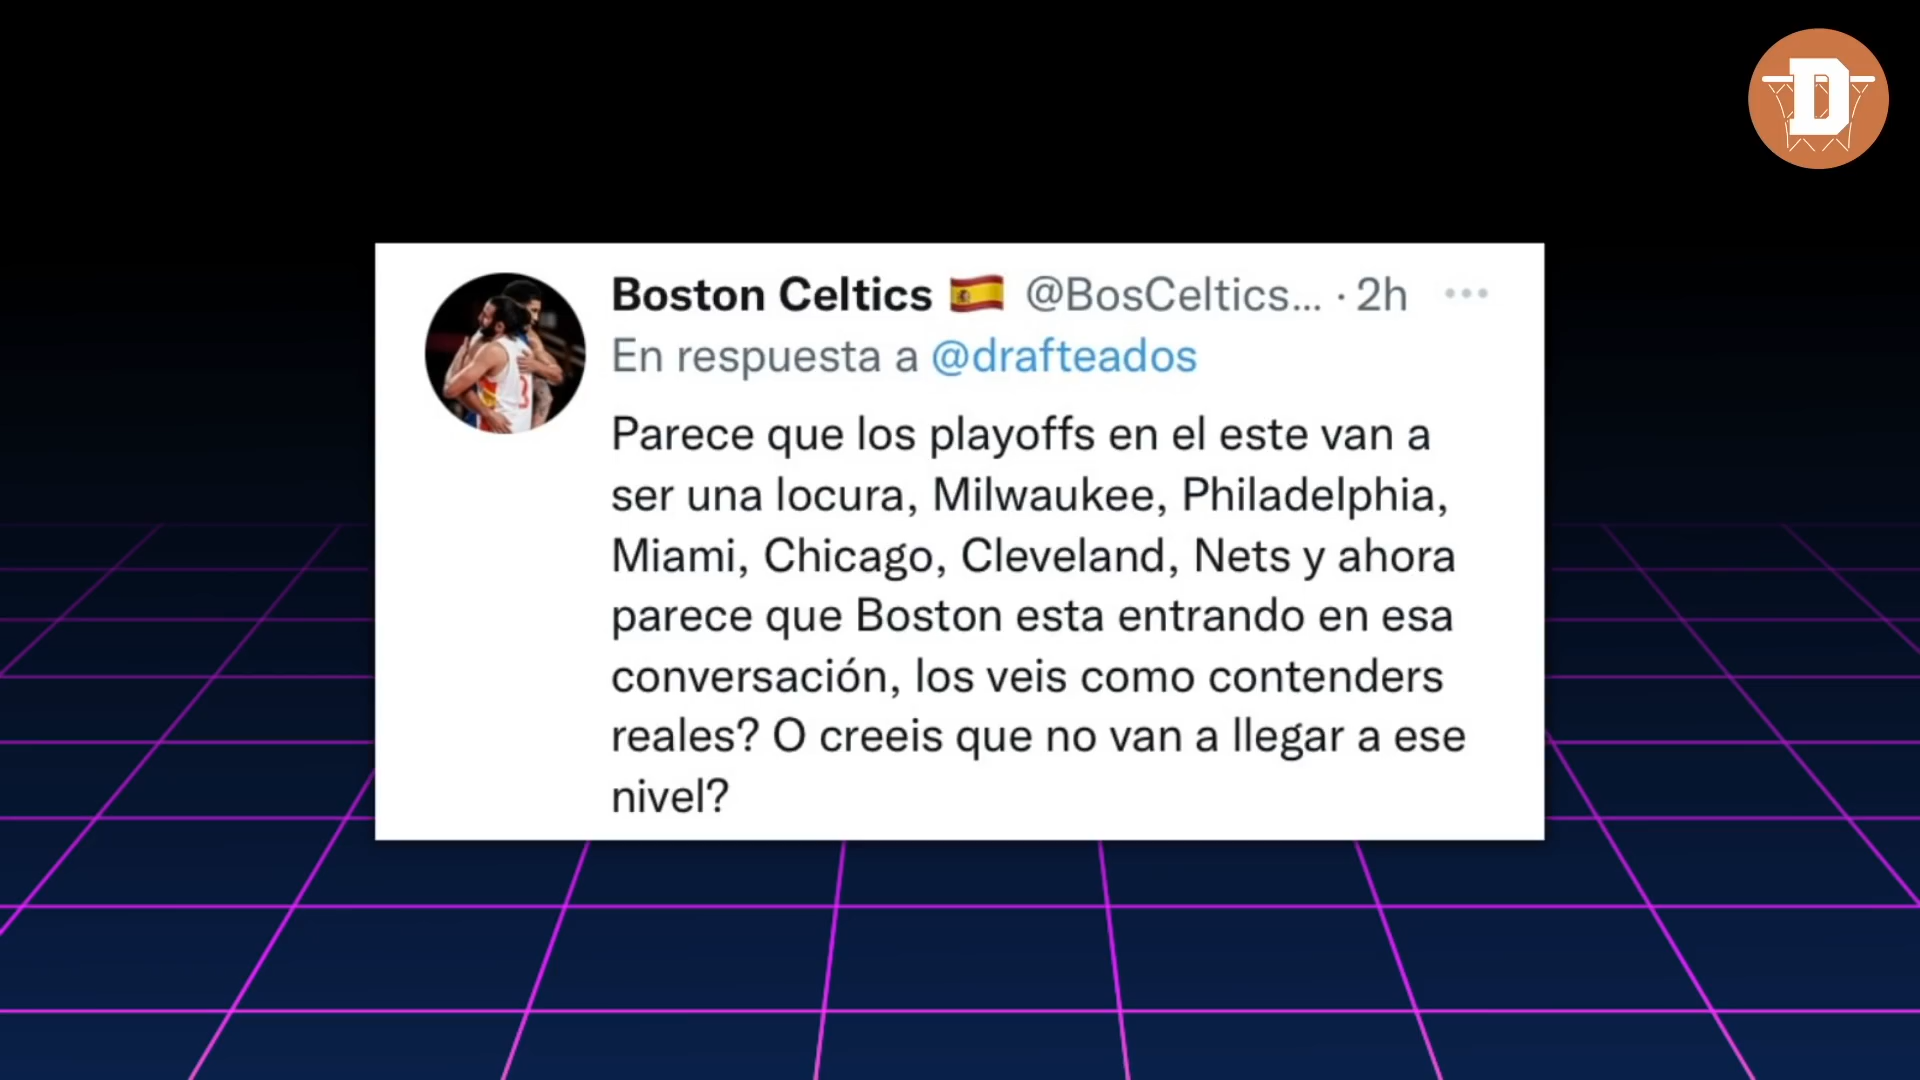 D
Boston Celtics 🇪🇸 @BosCeltics... · 2h
En respuesta a @drafteados
Parece que los playoffs en el este van a
ser una locura, Milwaukee, Philadelphia,
Miami, Chicago, Cleveland, Nets y ahora
parece que Boston esta entrando en esa
conversación, los veis como contenders
reales? O creeis que no van a llegar a ese
nivel?